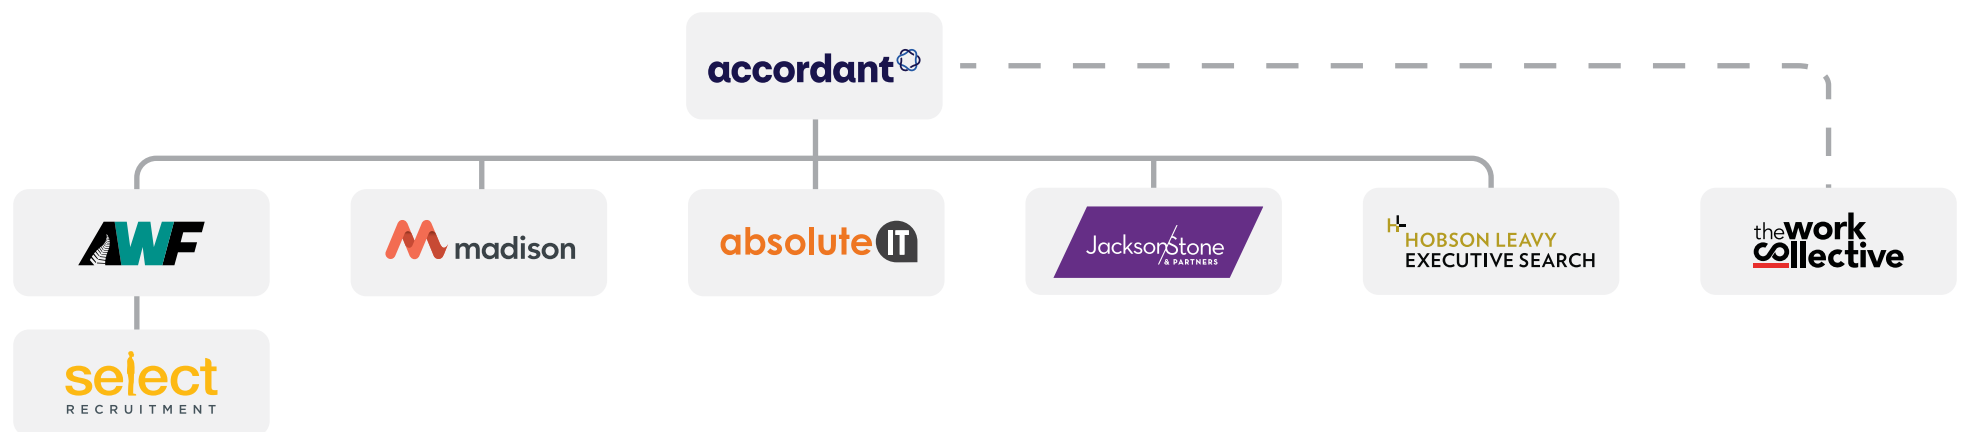 accordant
AWF
madison
absolute IT
JacksonStone
& PARTNERS
HOBSON LEAVY
EXECUTIVE SEARCH
the work
collective
select
RECRUITMENT